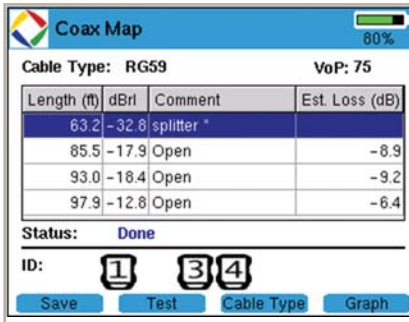 Coax Map
80%
Cable Type: RG59 VoP: 75
Length (ft) dBrl Comment Est. Loss (dB)
63.2 -32.8 splitter *
85.5 -17.9 Open -8.9
93.0 -18.4 Open -9.2
97.9 -12.8 Open -6.4
Status: Done
ID: 1 3 4
Save Test Cable Type Graph